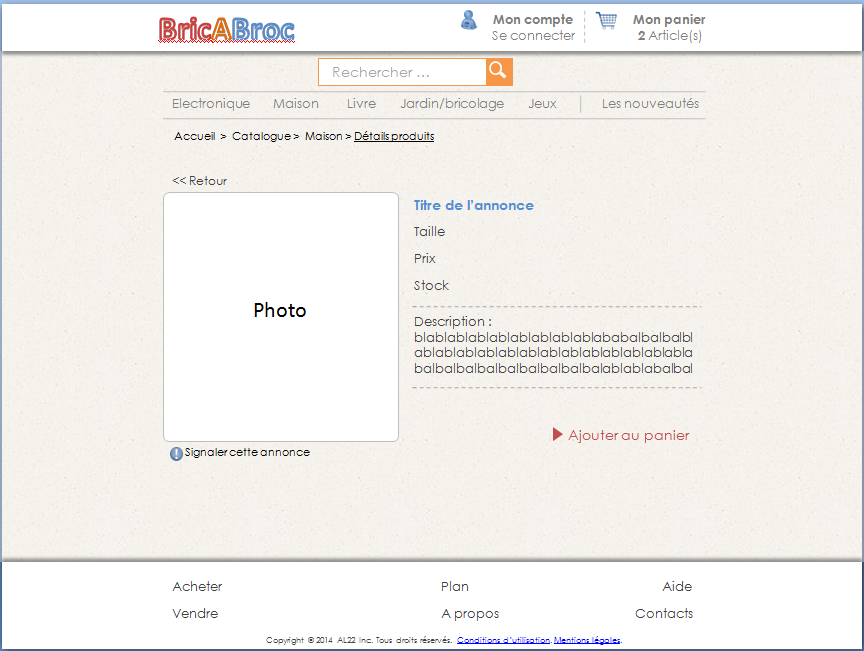 BricABroc
Mon compte
Se connecter
Mon panier
2 Article(s)
Rechercher ...
Electronique Maison Livre Jardin/bricolage Jeux Les nouveautés
Accueil > Catalogue > Maison > Détails produits
<< Retour
Photo
Signaler cette annonce
Titre de l'annonce
Taille
Prix
Stock
Description :
blablablablablablablablablababalbalbalbl
ablablablablablablablablablablablablabla
balbalbalbalbalbalbalbalbalablablabalbal
Ajouter au panier
Acheter Plan Aide
Vendre A propos Contacts
Copyright ® 2014 AL22 Inc. Tous droits réservés. Conditions d'utilisation. Mentions légales.